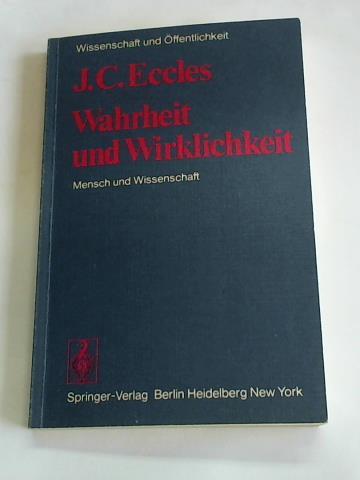 Wissenschaft und Öffentlichkeit
J.C. Eccles
Wahrheit
und Wirklichkeit
Mensch und Wissenschaft
Springer-Verlag Berlin Heidelberg New York